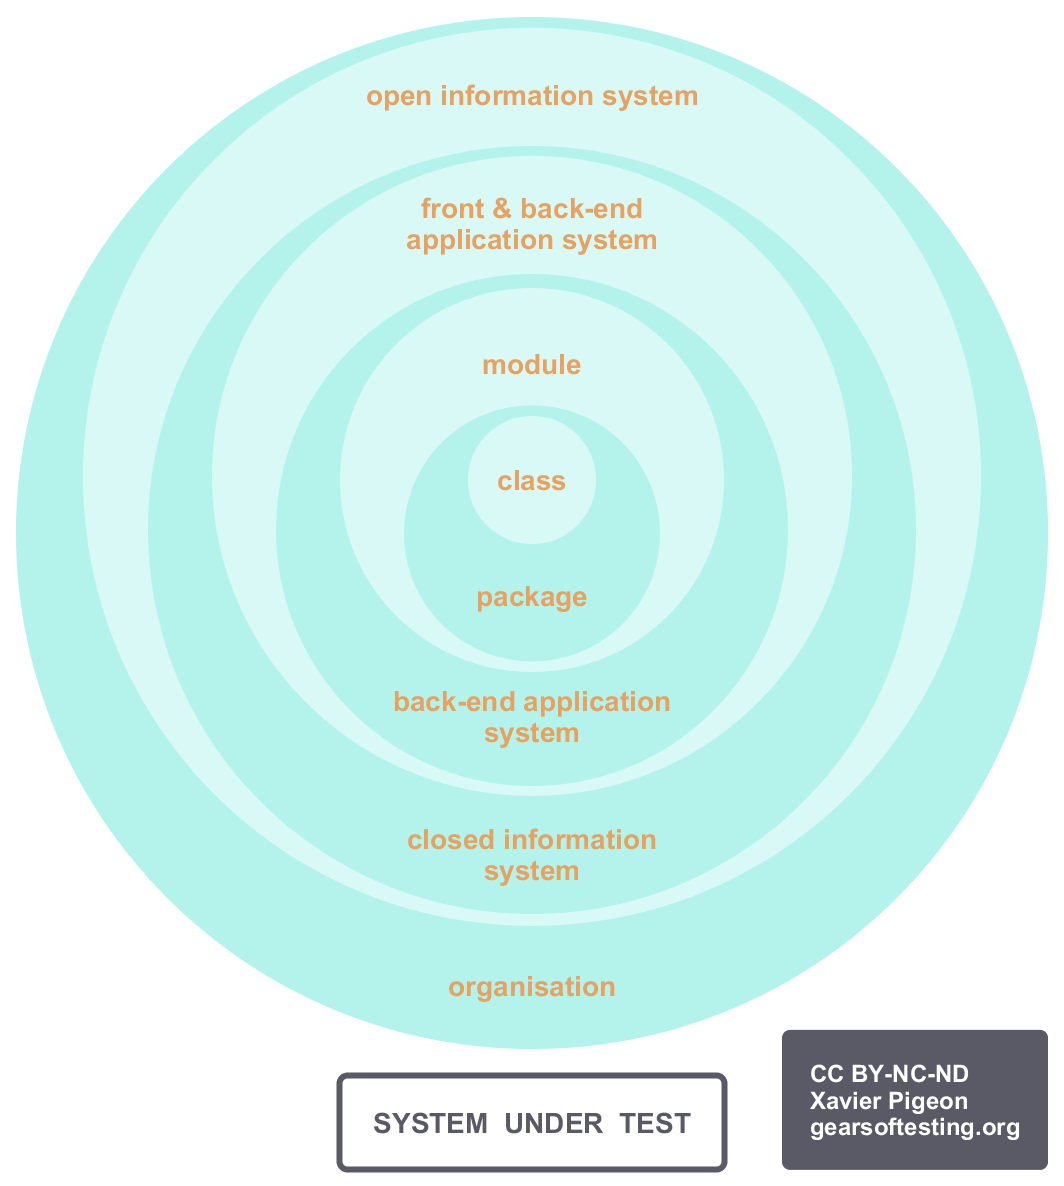 open information system
front & back-end
application system
module
class
package
back-end application
system
closed information
system
organisation
SYSTEM UNDER TEST
CC BY-NC-ND
Xavier Pigeon
gearsoftesting.org